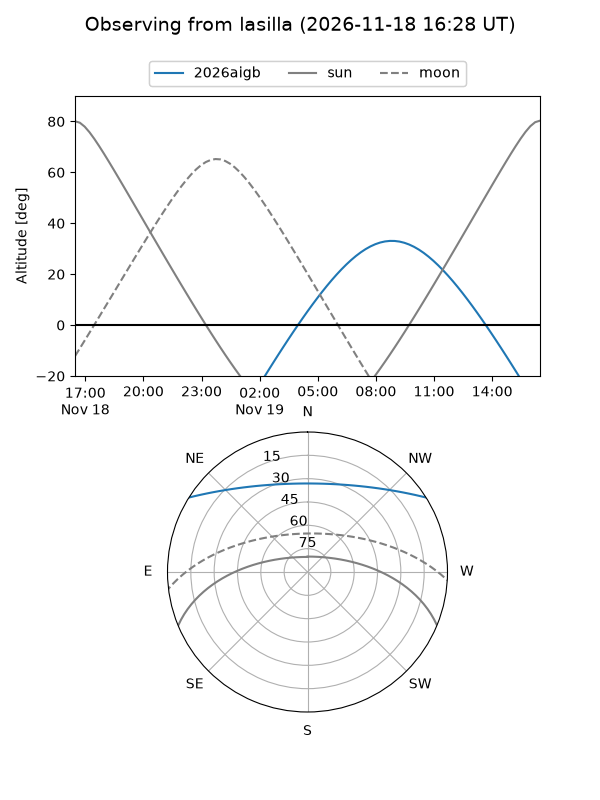 Observing from lasilla (2026-11-18 16:28 UT)
2026aigb sun moon
Altitude [deg]
80
60
40
20
0
−20
17:00 20:00 23:00 02:00 05:00 08:00 11:00 14:00
Nov 18 Nov 19
N
NE NW
15
30
45
60
75
E W
SE SW
S